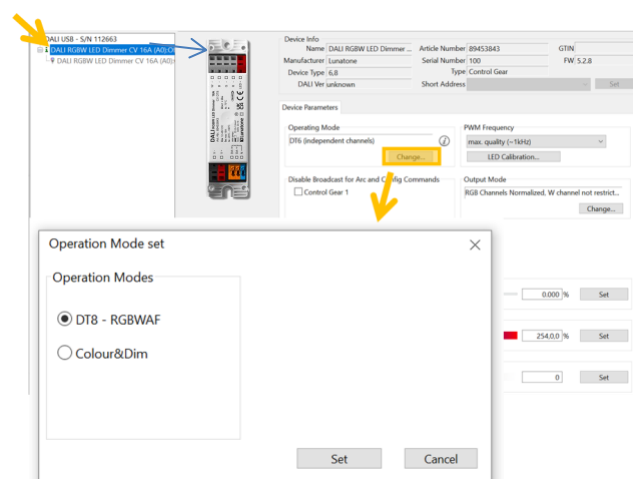 DALI USB - S/N 112663
DALI RGBW LED Dimmer CV 16A (A0)
DALI RGBW LED Dimmer CV 16A (A0)
Device Info
Name DALI RGBW LED Dimmer ... Article Number 89453843 GTIN
Manufacturer Lunatone Serial Number 100 FW 5.2.8
Device Type 6,8 Type Control Gear
DALI Ver unknown Short Address Set
Device Parameters
Operating Mode PWM Frequency
DT6 (independent channels) max. quality (~1kHz)
Change... LED Calibration...
Disable Broadcast for Arc and Config Commands Output Mode
Control Gear 1 RGB Channels Normalized, W channel not restrict...
Change...
Operation Mode set
Operation Modes
DT8 - RGBWAF
Colour&Dim
Set Cancel
0.000 % Set
254,0,0 % Set
0 Set